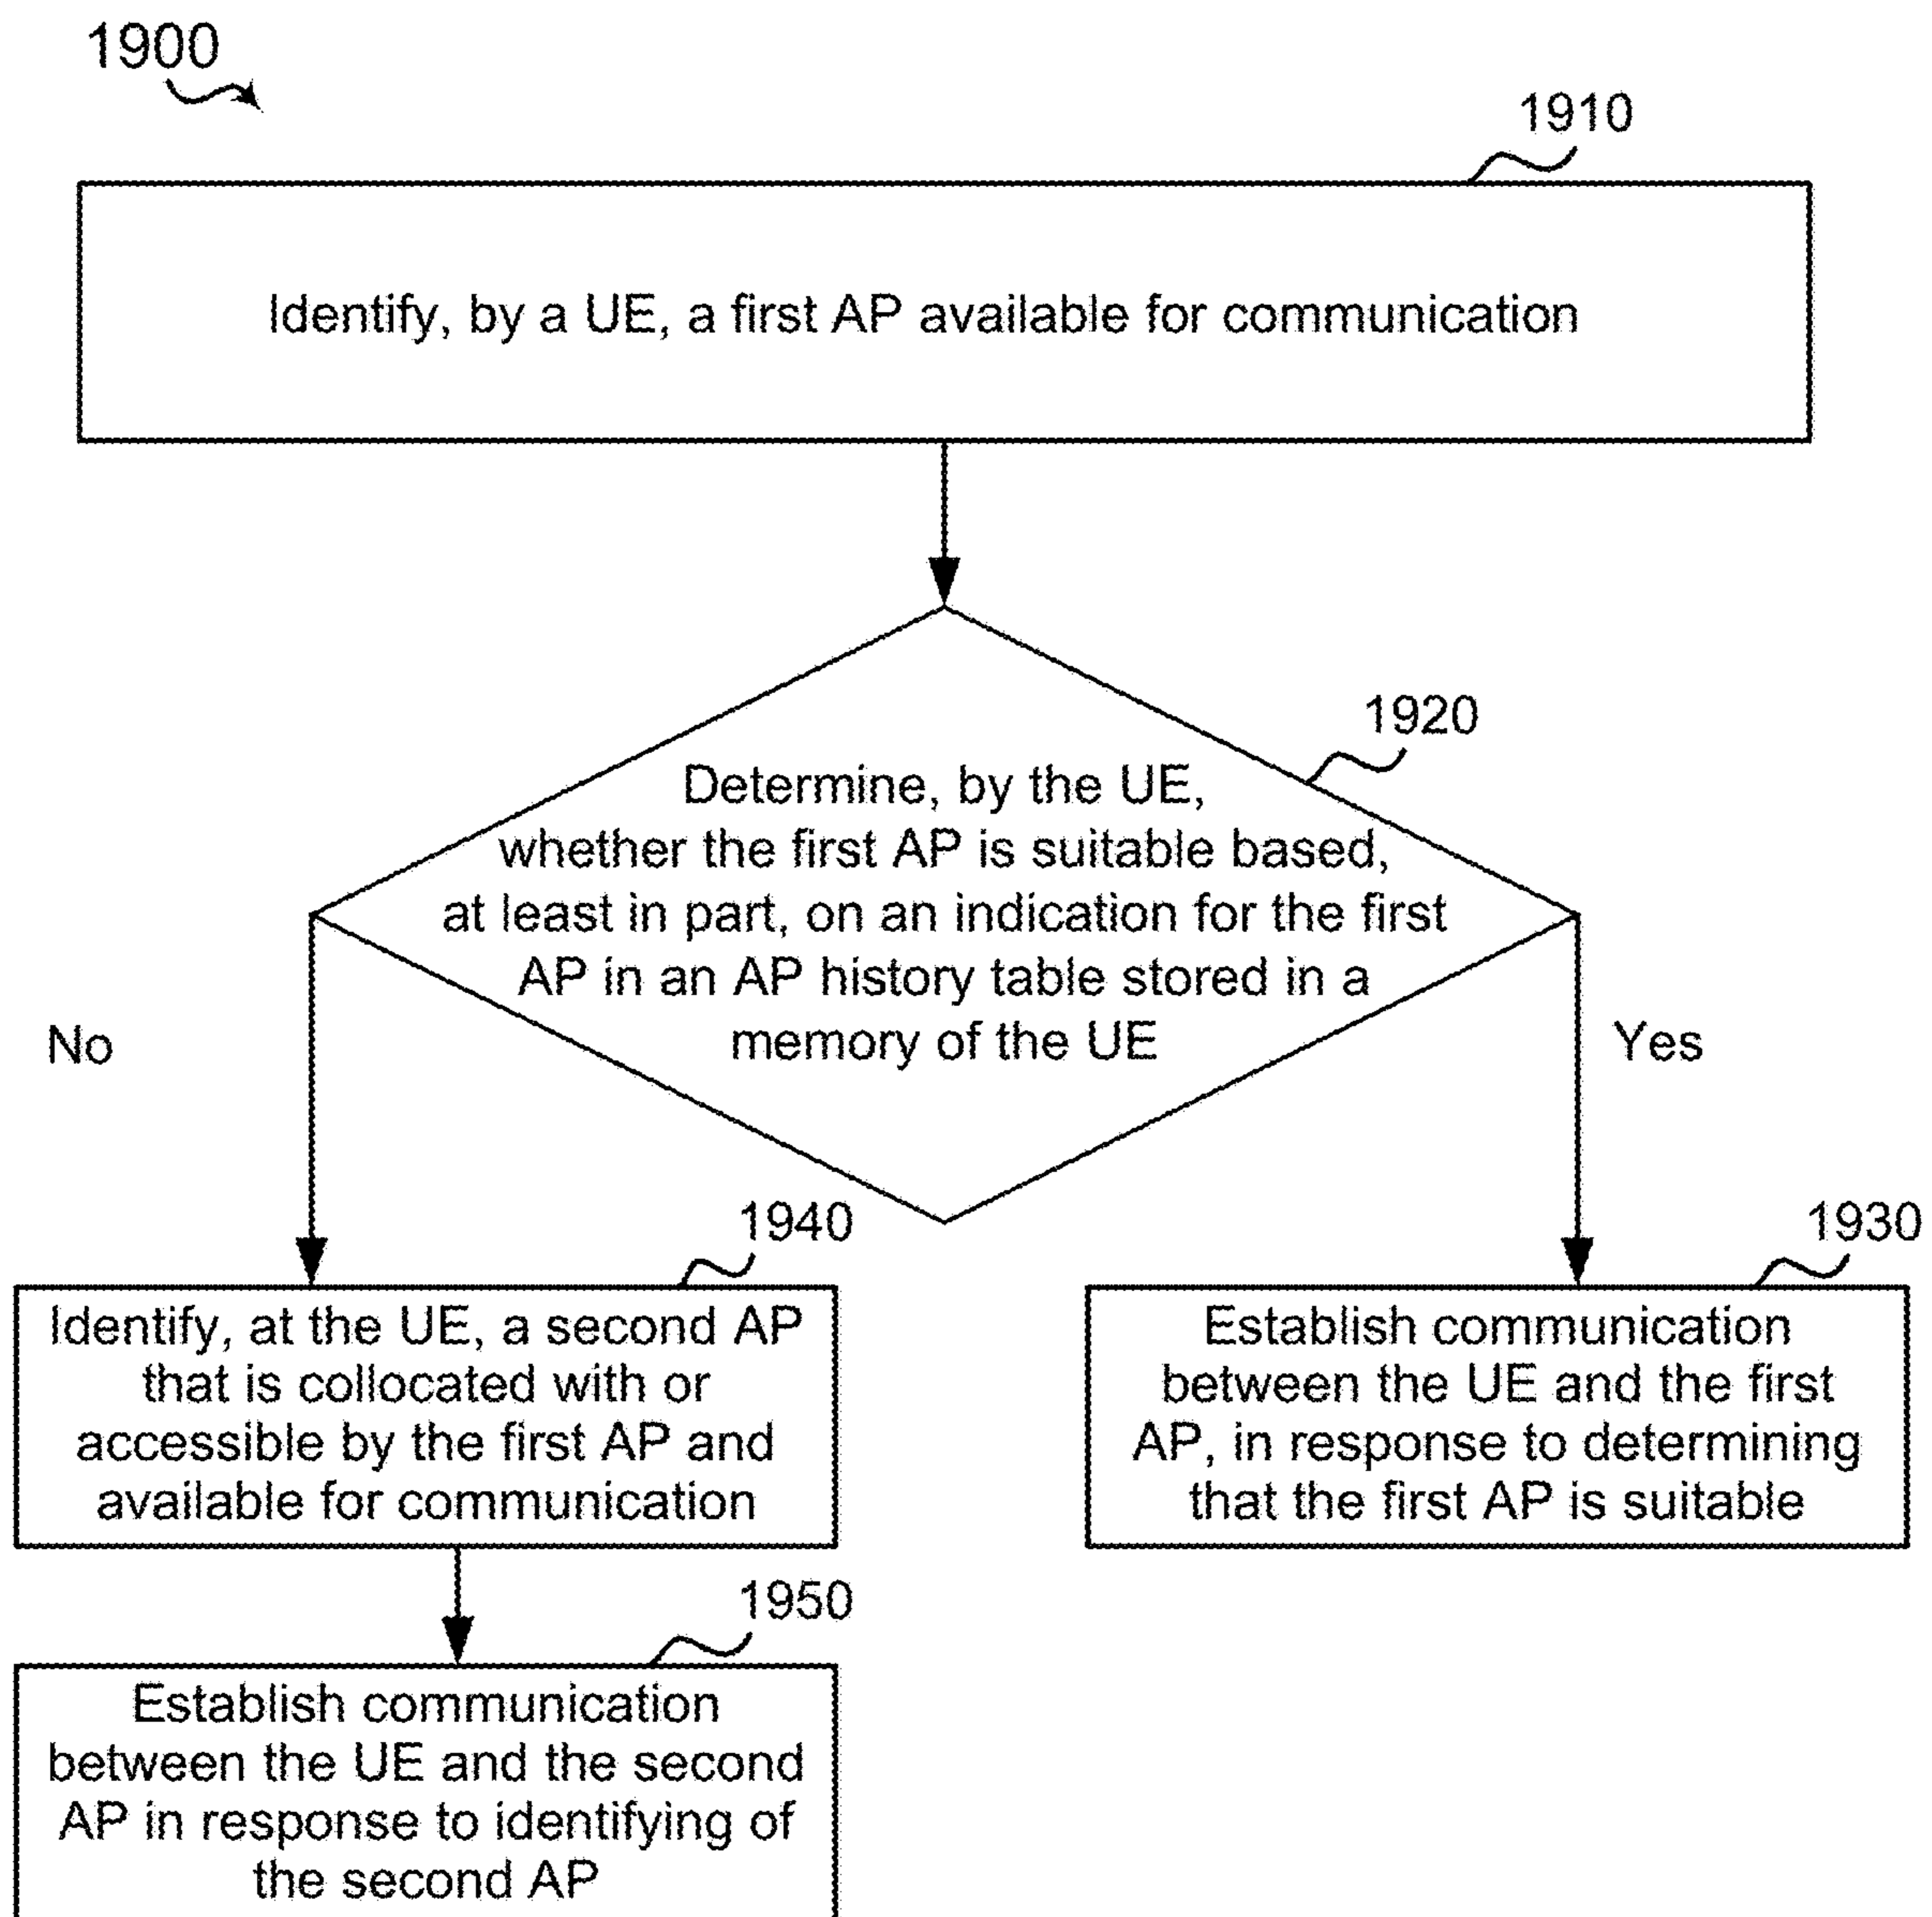 1900
1910
Identify, by a UE, a first AP available for communication
1920
Determine, by the UE,
whether the first AP is suitable based,
at least in part, on an indication for the first
AP in an AP history table stored in a
memory of the UE
No
Yes
1940
Identify, at the UE, a second AP
that is collocated with or
accessible by the first AP and
available for communication
1930
Establish communication
between the UE and the first
AP, in response to determining
that the first AP is suitable
1950
Establish communication
between the UE and the second
AP in response to identifying of
the second AP